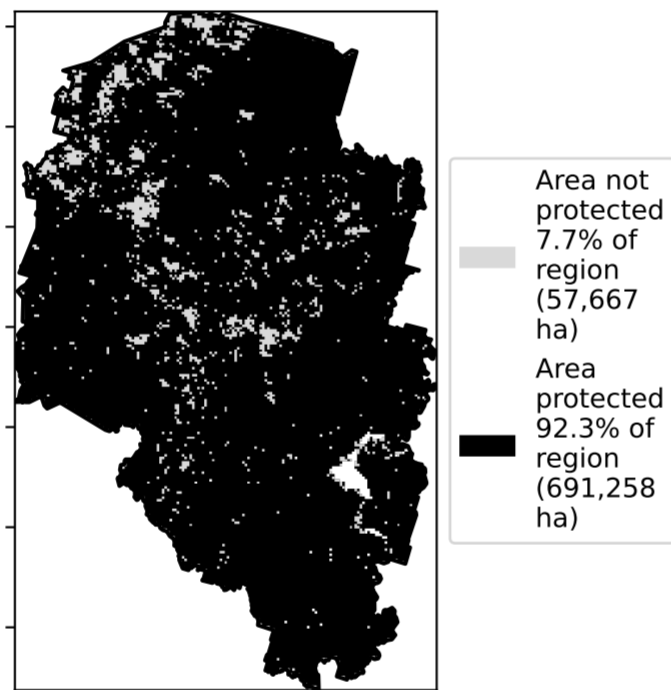 Area not
protected
7.7% of
region
(57,667
ha)
Area
protected
92.3% of
region
(691,258
ha)